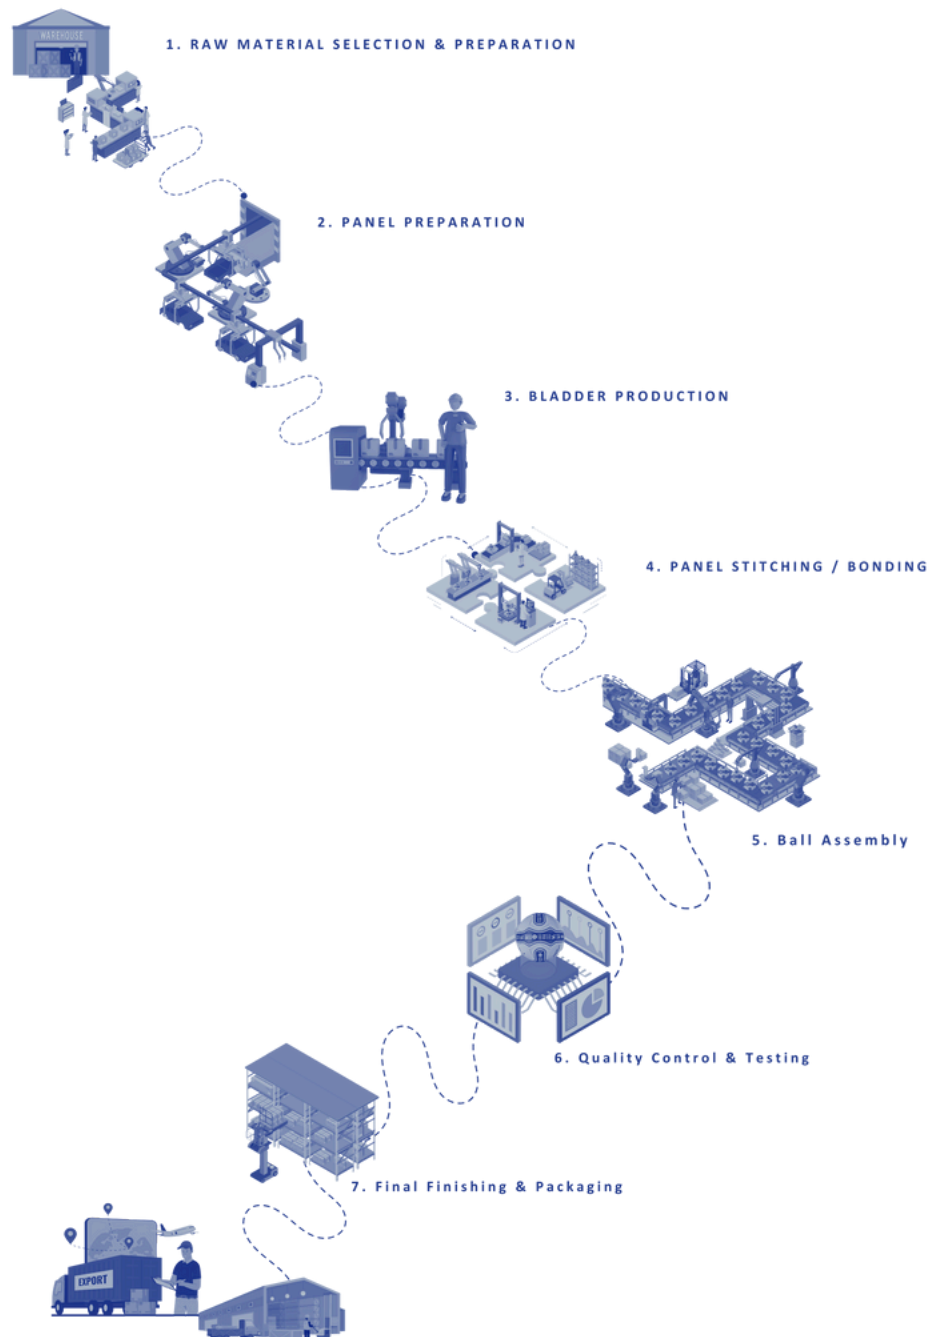 WAREHOUSE
1. RAW MATERIAL SELECTION & PREPARATION
2. PANEL PREPARATION
3. BLADDER PRODUCTION
4. PANEL STITCHING / BONDING
5. Ball Assembly
6. Quality Control & Testing
7. Final Finishing & Packaging
EXPORT